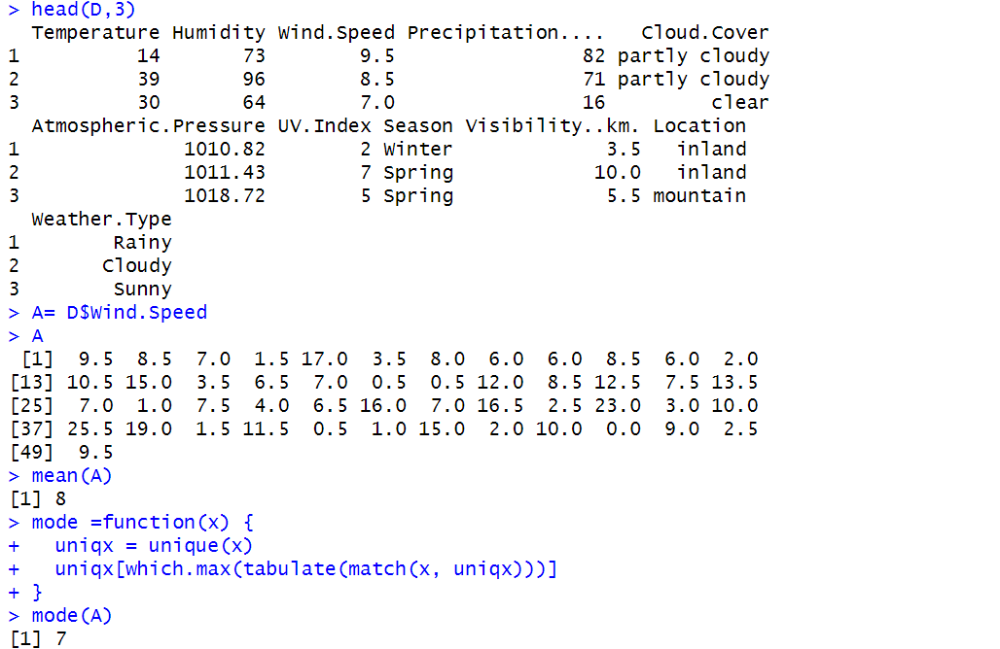 > head(D,3)
  Temperature Humidity Wind.Speed Precipitation....   Cloud.Cover
1          14       73        9.5                82 partly cloudy
2          39       96        8.5                71 partly cloudy
3          30       64        7.0                16         clear
  Atmospheric.Pressure UV.Index Season Visibility..km. Location
1              1010.82        2 Winter             3.5   inland
2              1011.43        7 Spring            10.0   inland
3              1018.72        5 Spring             5.5 mountain
  Weather.Type
1        Rainy
2       Cloudy
3        Sunny
> A= D$Wind.Speed
> A
 [1]  9.5  8.5  7.0  1.5 17.0  3.5  8.0  6.0  6.0  8.5  6.0  2.0
[13] 10.5 15.0  3.5  6.5  7.0  0.5  0.5 12.0  8.5 12.5  7.5 13.5
[25]  7.0  1.0  7.5  4.0  6.5 16.0  7.0 16.5  2.5 23.0  3.0 10.0
[37] 25.5 19.0  1.5 11.5  0.5  1.0 15.0  2.0 10.0  0.0  9.0  2.5
[49]  9.5
> mean(A)
[1] 8
> mode =function(x) {
+   uniqx = unique(x)
+   uniqx[which.max(tabulate(match(x, uniqx)))]
+ }
> mode(A)
[1] 7